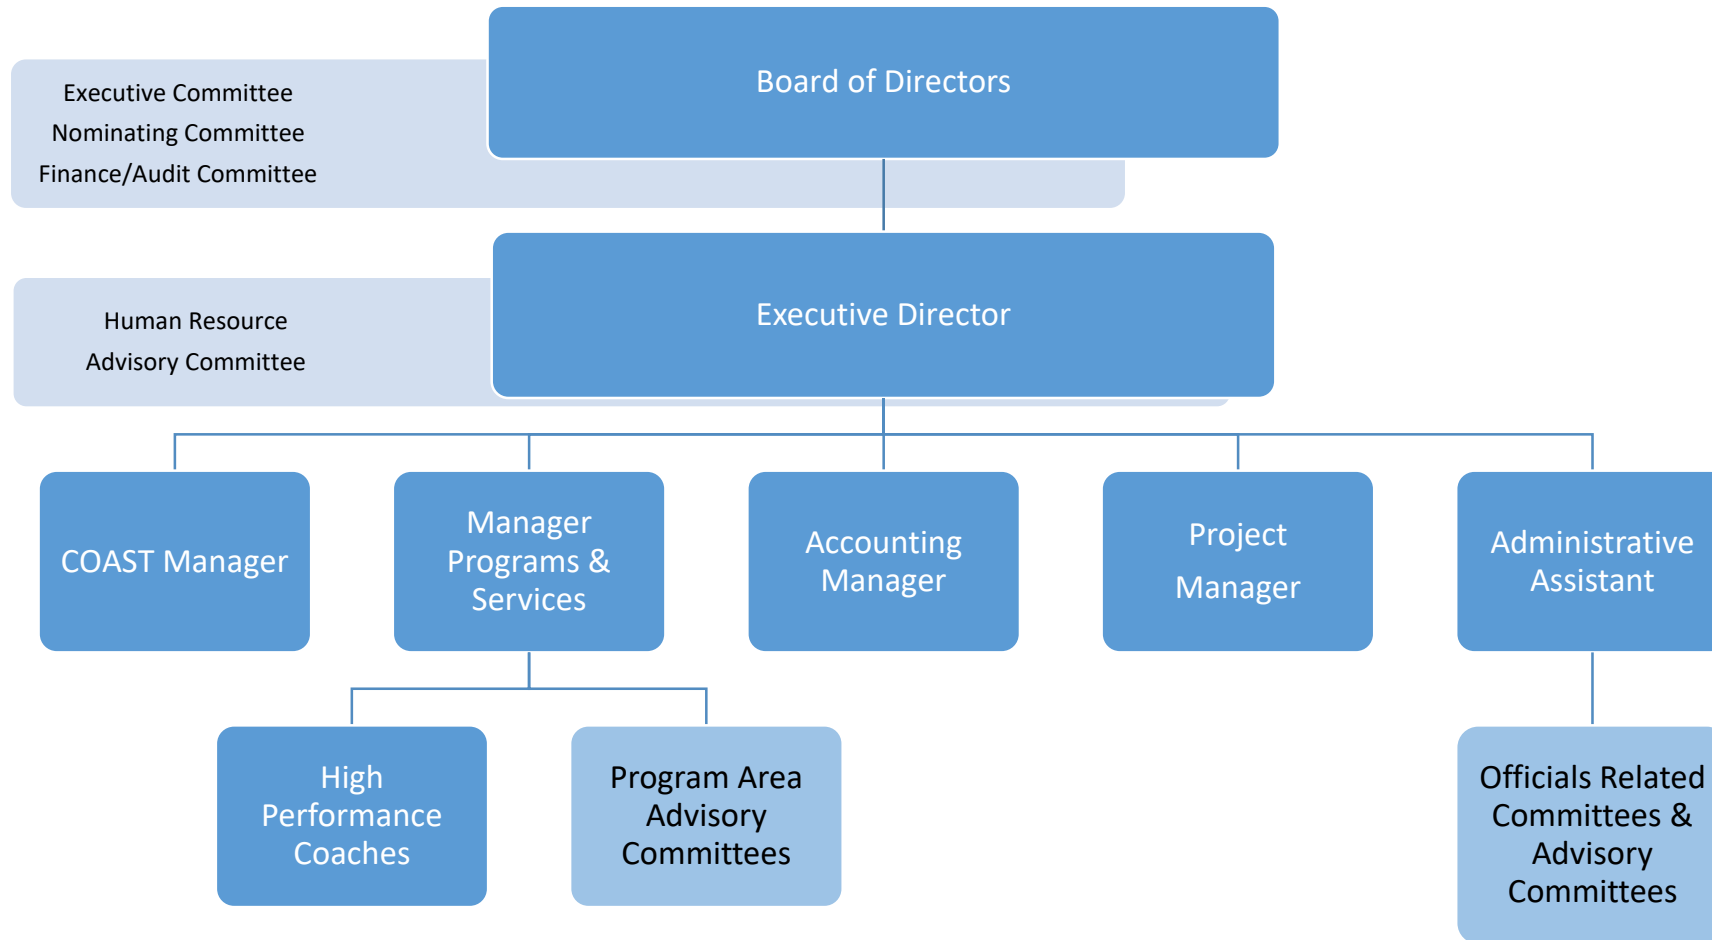 Board of Directors
Executive Committee
Nominating Committee
Finance/Audit Committee
Executive Director
Human Resource
Advisory Committee
COAST Manager
Manager
Programs &
Services
Accounting
Manager
Project
Manager
Administrative
Assistant
High
Performance
Coaches
Program Area
Advisory
Committees
Officials Related
Committees &
Advisory
Committees